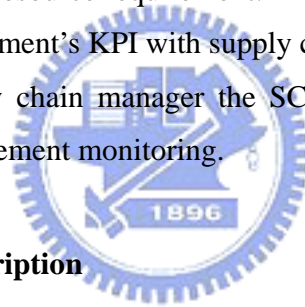 ment's KPI with supply c
chain manager the SC
ement monitoring.
1896
ription